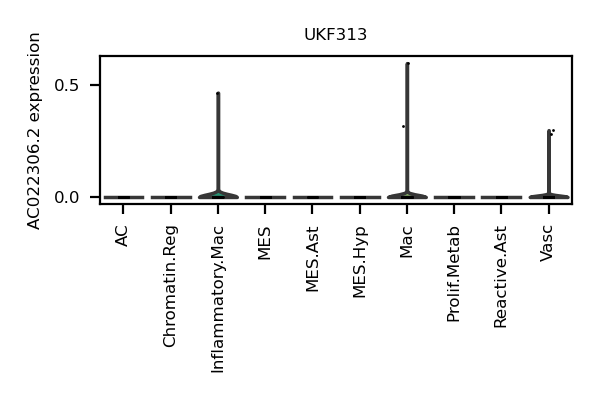 UKF313
AC022306.2 expression
0.5
0.0
AC
Chromatin.Reg
Inflammatory.Mac
MES
MES.Ast
MES.Hyp
Mac
Prolif.Metab
Reactive.Ast
Vasc